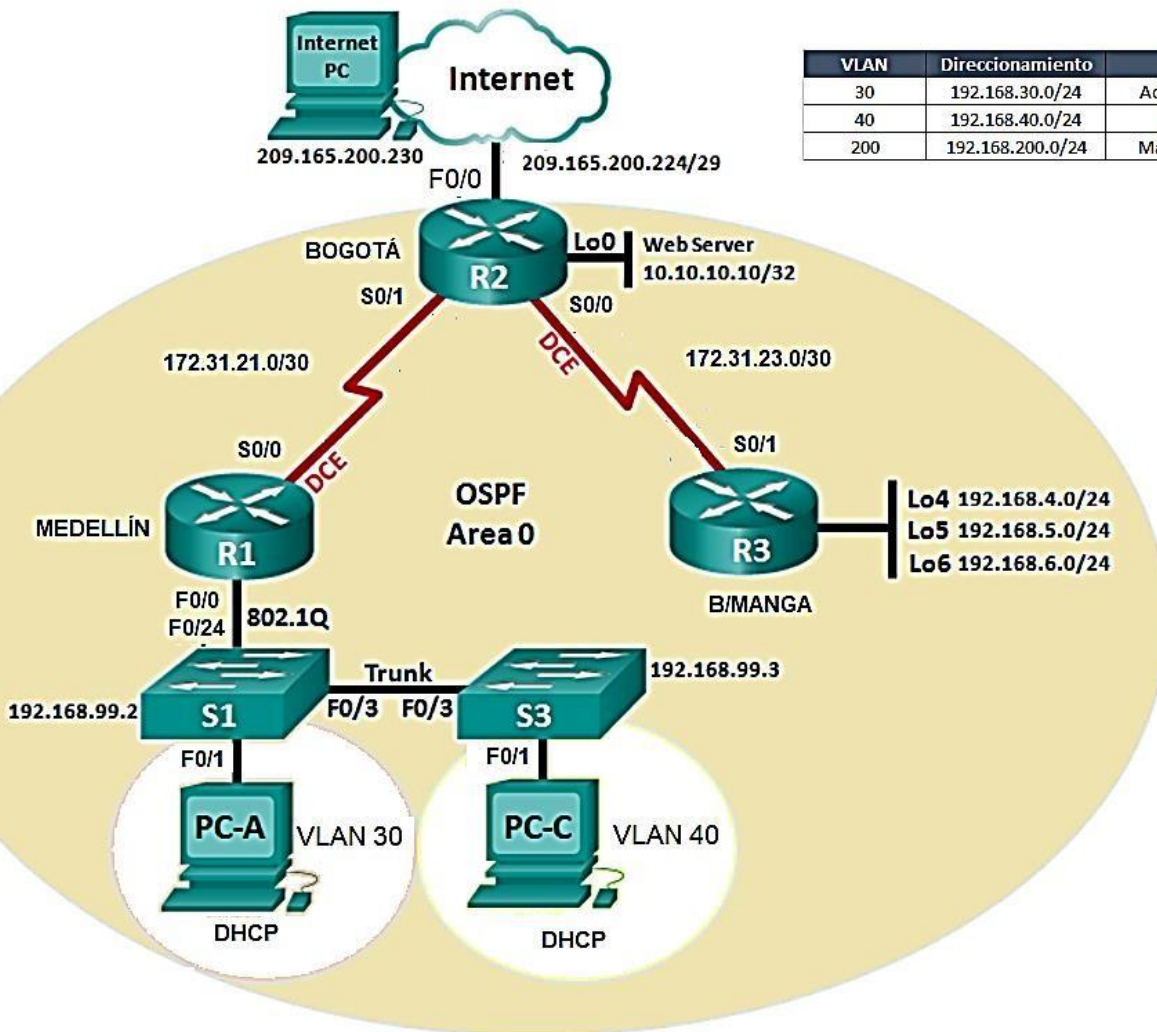 Internet
PC
Internet
209.165.200.230
209.165.200.224/29
F0/0
VLAN Direccionamiento
30 192.168.30.0/24
40 192.168.40.0/24
200 192.168.200.0/24
BOGOTÁ
R2
Lo0
Web Server
10.10.10.10/32
S0/1
S0/0
DCE
172.31.21.0/30
172.31.23.0/30
S0/0
DCE
S0/1
OSPF
Area 0
MEDELLÍN
R1
R3
Lo4 192.168.4.0/24
Lo5 192.168.5.0/24
Lo6 192.168.6.0/24
B/MANGA
F0/0
F0/24
802.1Q
Trunk
192.168.99.3
192.168.99.2
S1
F0/3 F0/3
S3
F0/1
F0/1
PC-A
VLAN 30
PC-C
VLAN 40
DHCP
DHCP